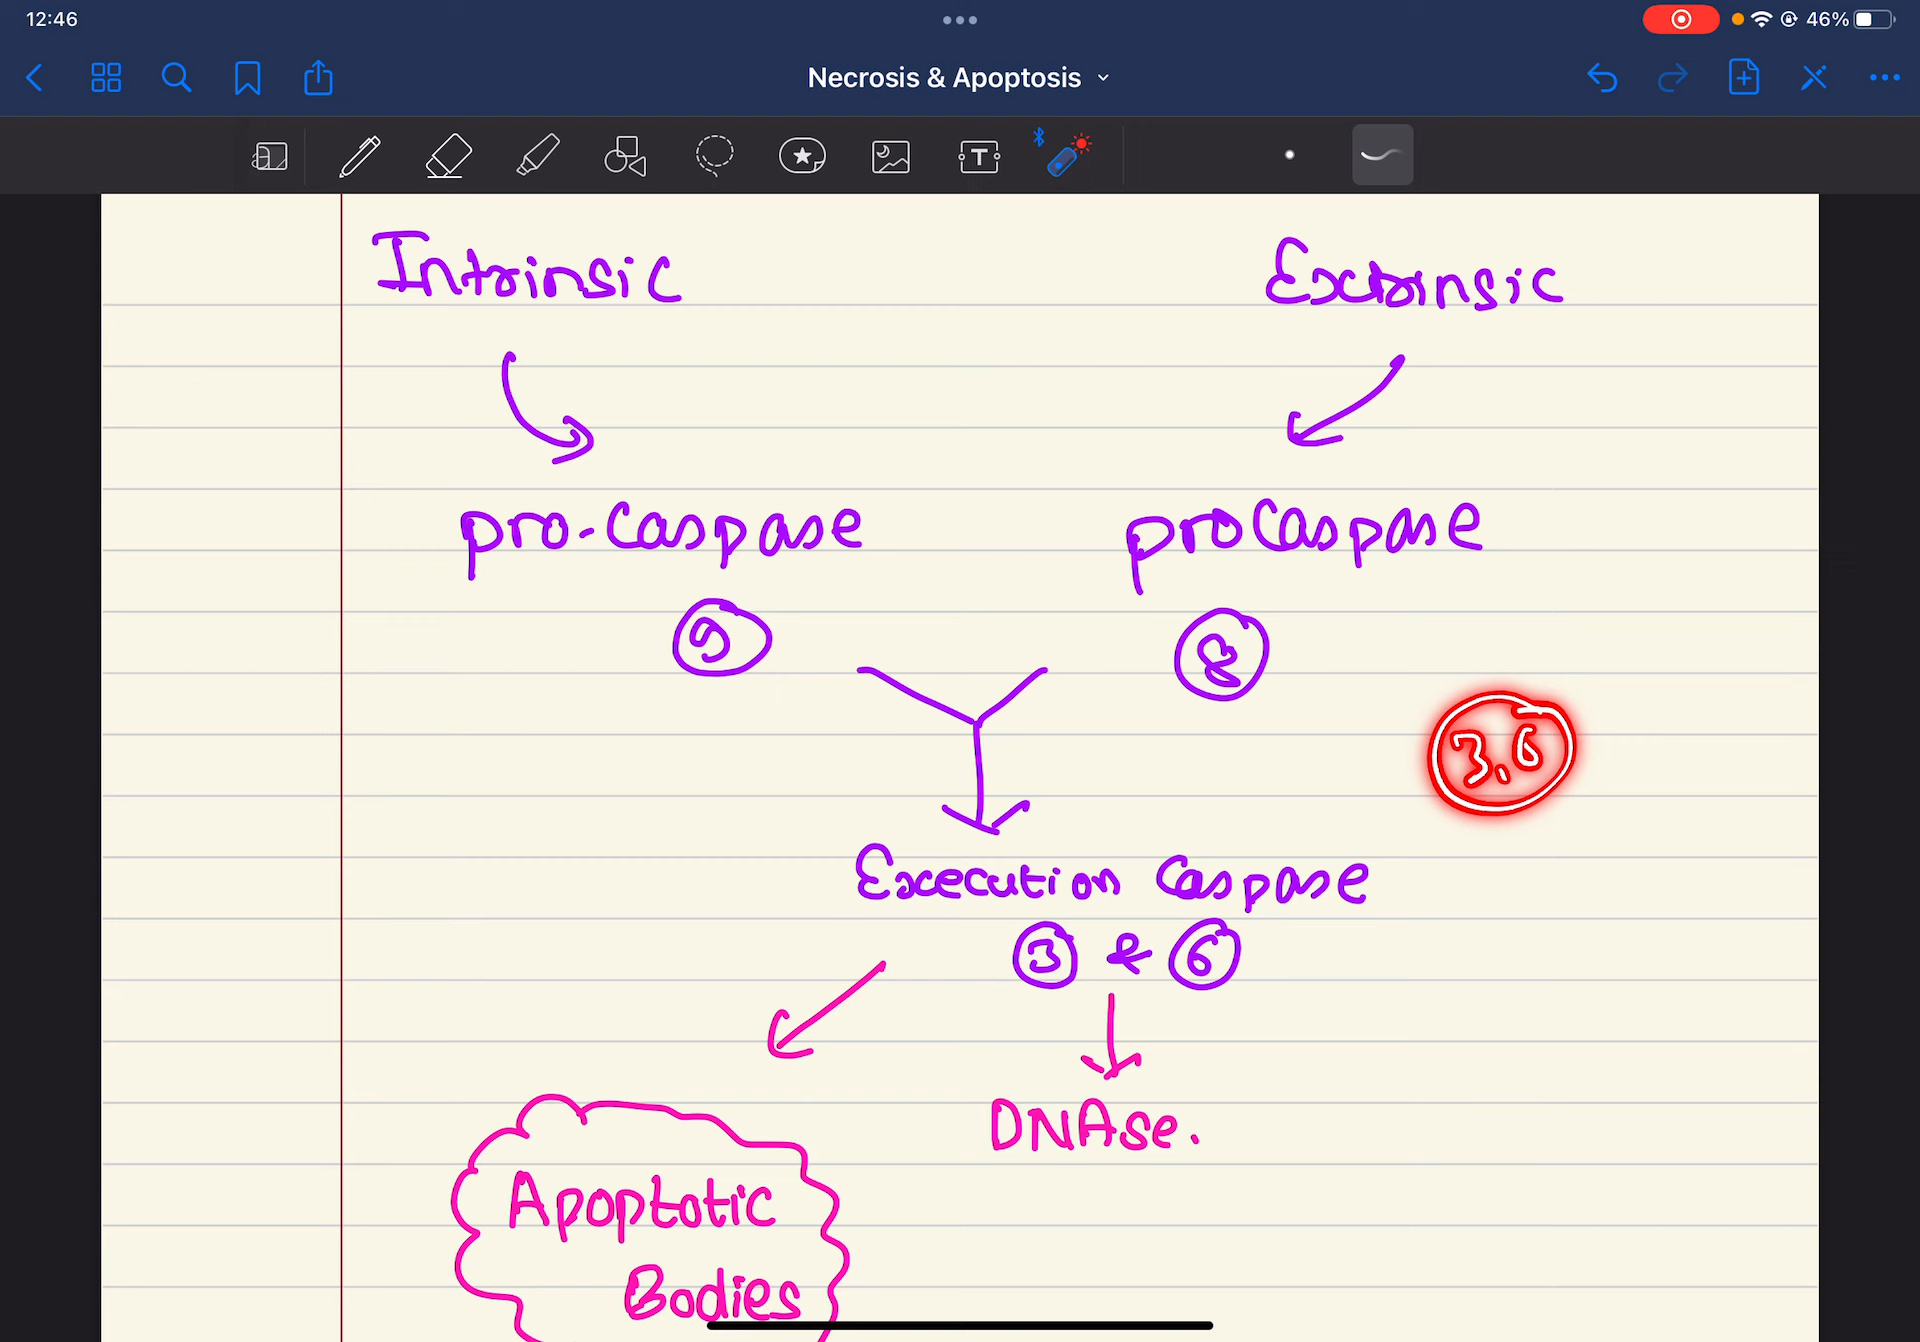 12:46
46%
Necrosis & Apoptosis
T
Intrinsic
Extrinsic
pro-caspase
procaspase
9
8
3,6
Execution Caspase
3 & 6
DNAse.
Apoptotic
Bodies